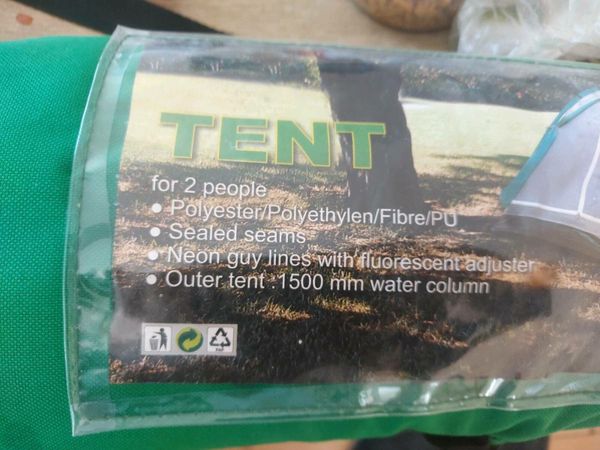 TENT
for 2 people
• Polyester/Polyethylen/Fibre/PU
• Sealed seams
• Neon guy lines with fluorescent adjuster
• Outer tent :1500 mm water column